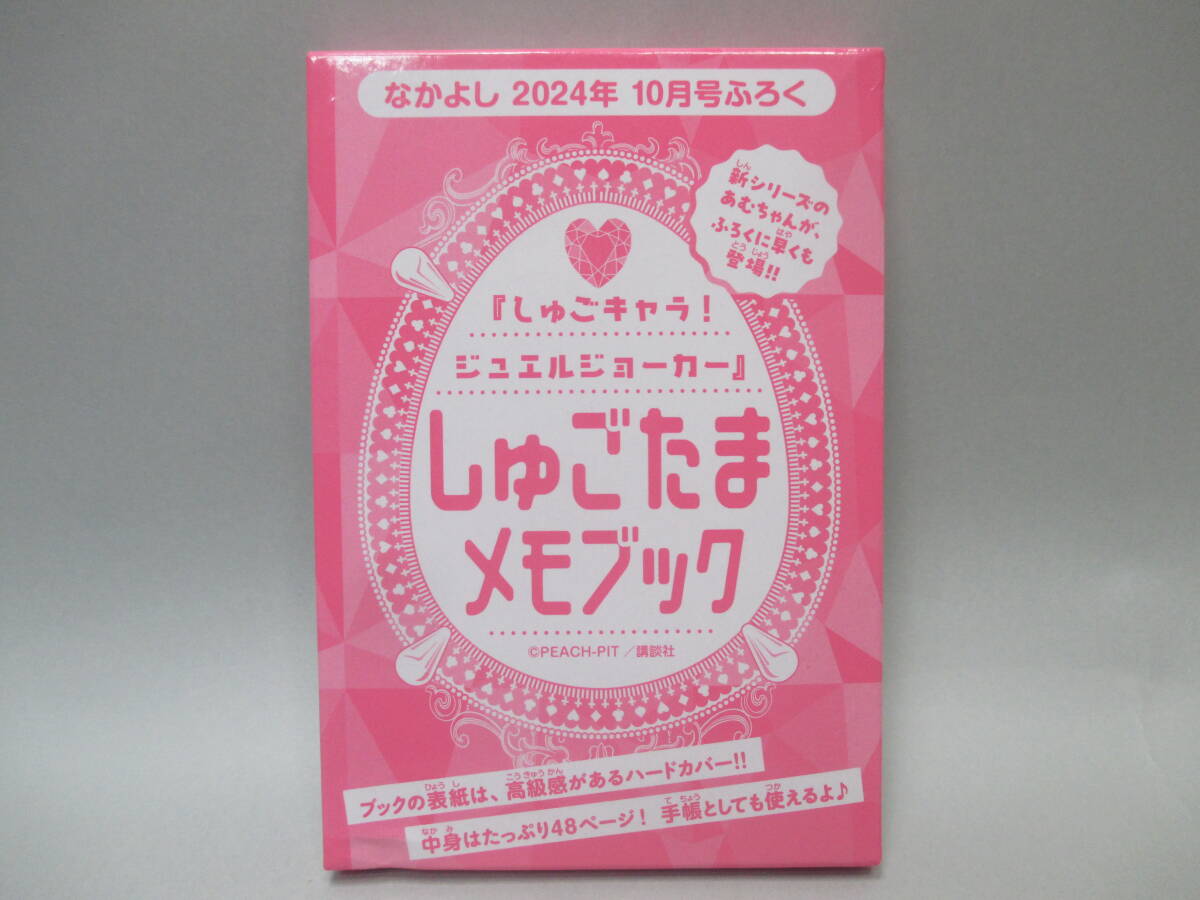 なかよし 2024年 10月号ふろく
新シリーズの
あむちゃんが、
ふろくに早くも
登場!!
『しゅごキャラ!
ジュエルジョーカー』
しゅごたま
メモブック
©PEACH-PIT/講談社
ブックの表紙は、高級感があるハードカバー!!
中身はたっぷり48ページ! 手帳としても使えるよ♪